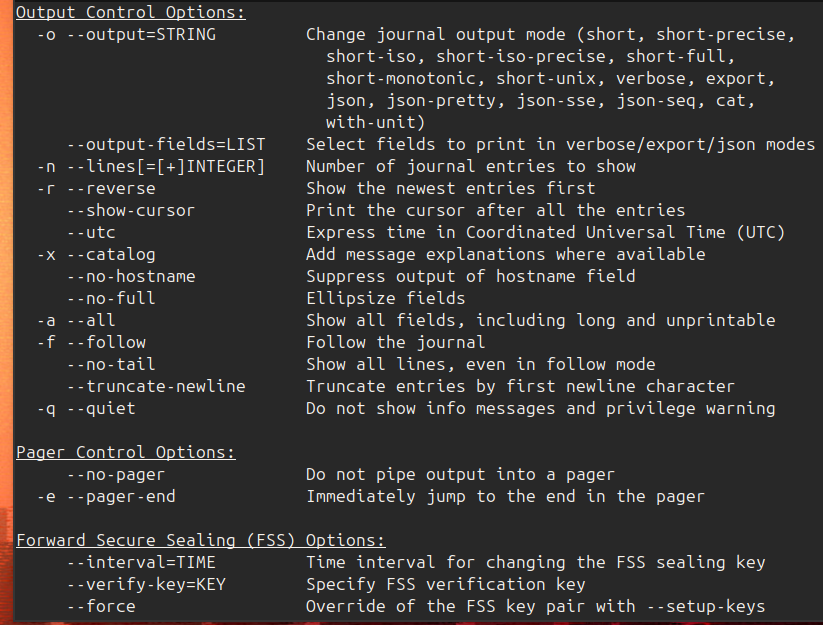 Output Control Options:
-o --output=STRING Change journal output mode (short, short-precise,
short-iso, short-iso-precise, short-full,
short-monotonic, short-unix, verbose, export,
json, json-pretty, json-sse, json-seq, cat,
with-unit)
--output-fields=LIST Select fields to print in verbose/export/json modes
-n --lines[=[+]INTEGER] Number of journal entries to show
-r --reverse Show the newest entries first
--show-cursor Print the cursor after all the entries
--utc Express time in Coordinated Universal Time (UTC)
-x --catalog Add message explanations where available
--no-hostname Suppress output of hostname field
--no-full Ellipsize fields
-a --all Show all fields, including long and unprintable
-f --follow Follow the journal
--no-tail Show all lines, even in follow mode
--truncate-newline Truncate entries by first newline character
-q --quiet Do not show info messages and privilege warning
Pager Control Options:
--no-pager Do not pipe output into a pager
-e --pager-end Immediately jump to the end in the pager
Forward Secure Sealing (FSS) Options:
--interval=TIME Time interval for changing the FSS sealing key
--verify-key=KEY Specify FSS verification key
--force Override of the FSS key pair with --setup-keys